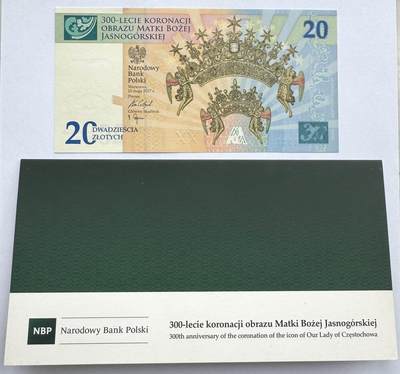 300-LECIE KORONACJI
OBRAZU MATKI BOŻEJ
JASNOGÓRSKIEJ
20
Narodowy
Bank
Polski
Warszawa
20 DWADZIEŚCIA
ZŁOTYCH
NBP Narodowy Bank Polski
300-lecie koronacji obrazu Matki Bożej Jasnogórskiej
300th anniversary of the coronation of the icon of Our Lady of Częstochowa